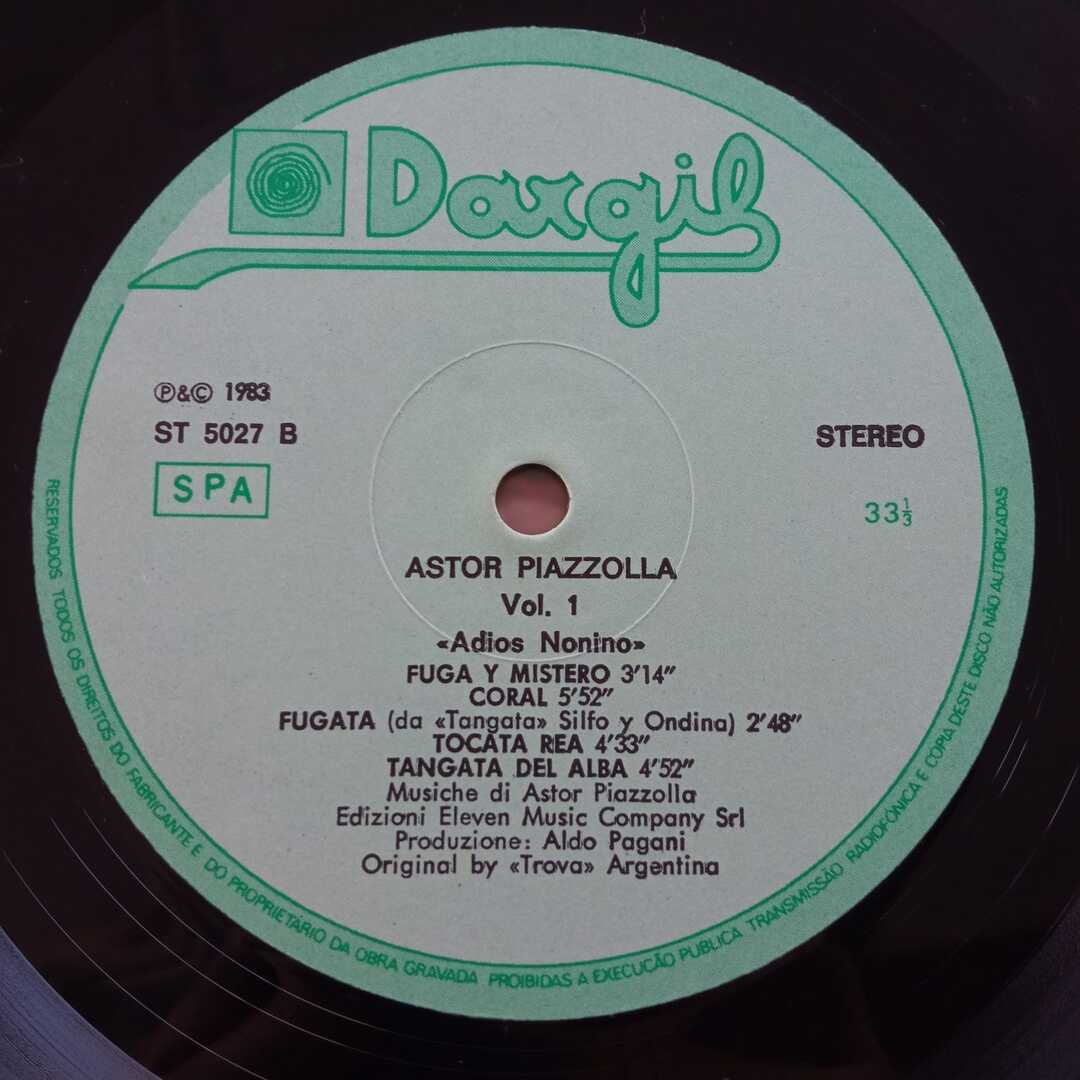 Dargil
℗&© 1983
ST 5027 B
STEREO
SPA
33⅓
ASTOR PIAZZOLLA
Vol. 1
«Adios Nonino»
FUGA Y MISTERO 3'14"
CORAL 5'52"
FUGATA (da «Tangata» Silfo y Ondina) 2'48"
TOCATA REA 4'33"
TANGATA DEL ALBA 4'52"
Musiche di Astor Piazzolla
Edizioni Eleven Music Company Srl
Produzione: Aldo Pagani
Original by «Trova» Argentina
RESERVADOS TODOS OS DIREITOS DO FABRICANTE E DO PROPRIETÁRIO DA OBRA GRAVADA PROIBIDAS A EXECUÇÃO PUBLICA TRANSMISSÃO RADIOFÓNICA E COPIA DESTE DISCO NÃO AUTORIZADAS